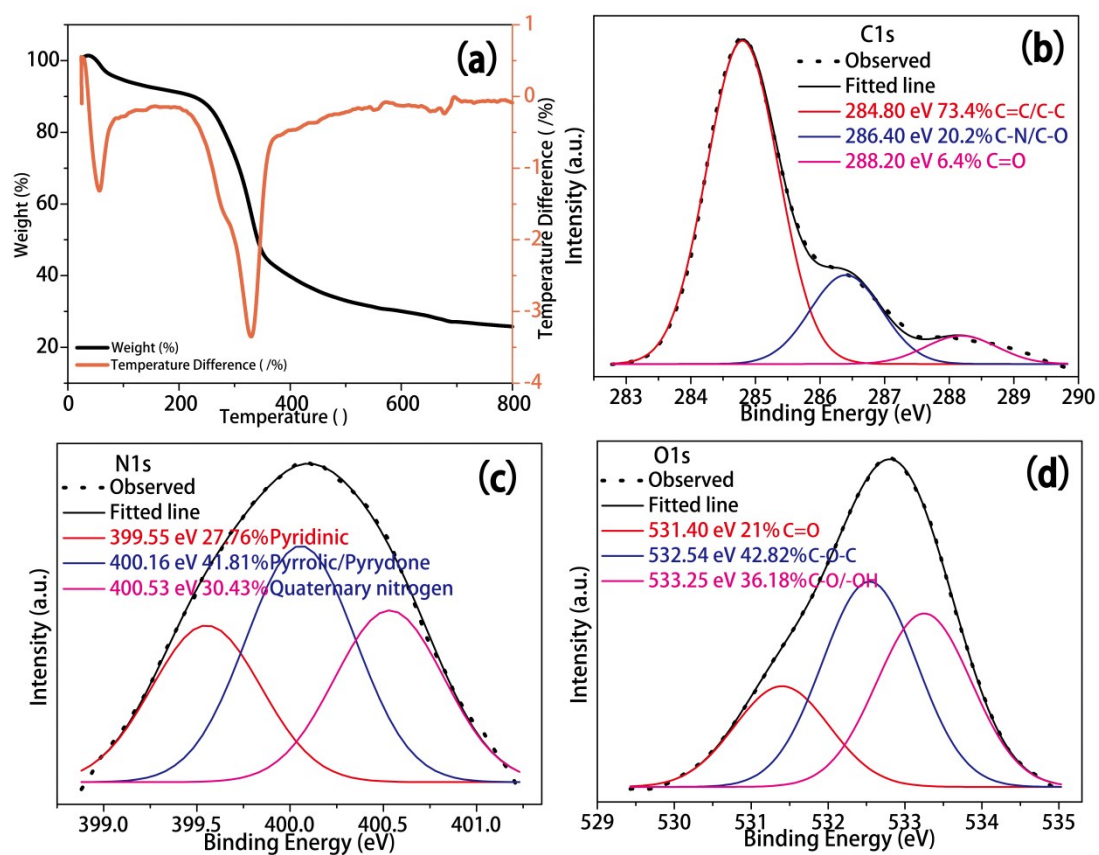 (a)
100
80
60
40
20
Weight (%)
1
0
-1
-2
-3
-4
Temperature Difference ( /%)
Weight (%)
Temperature Difference ( /%)
0 200 400 600 800
Temperature ( )
(b)
C1s
Observed
Fitted line
284.80 eV 73.4% C=C/C-C
286.40 eV 20.2% C-N/C-O
288.20 eV 6.4% C=O
Intensity (a.u.)
283 284 285 286 287 288 289 290
Binding Energy (eV)
(c)
N1s
Observed
Fitted line
399.55 eV 27.76% Pyridinic
400.16 eV 41.81% Pyrrolic/Pyrydone
400.53 eV 30.43% Quaternary nitrogen
Intensity (a.u.)
399.0 399.5 400.0 400.5 401.0
Binding Energy (eV)
(d)
O1s
Observed
Fitted line
531.40 eV 21% C=O
532.54 eV 42.82% C-O-C
533.25 eV 36.18% C-O/-OH
Intensity (a.u.)
529 530 531 532 533 534 535
Binding Energy (eV)